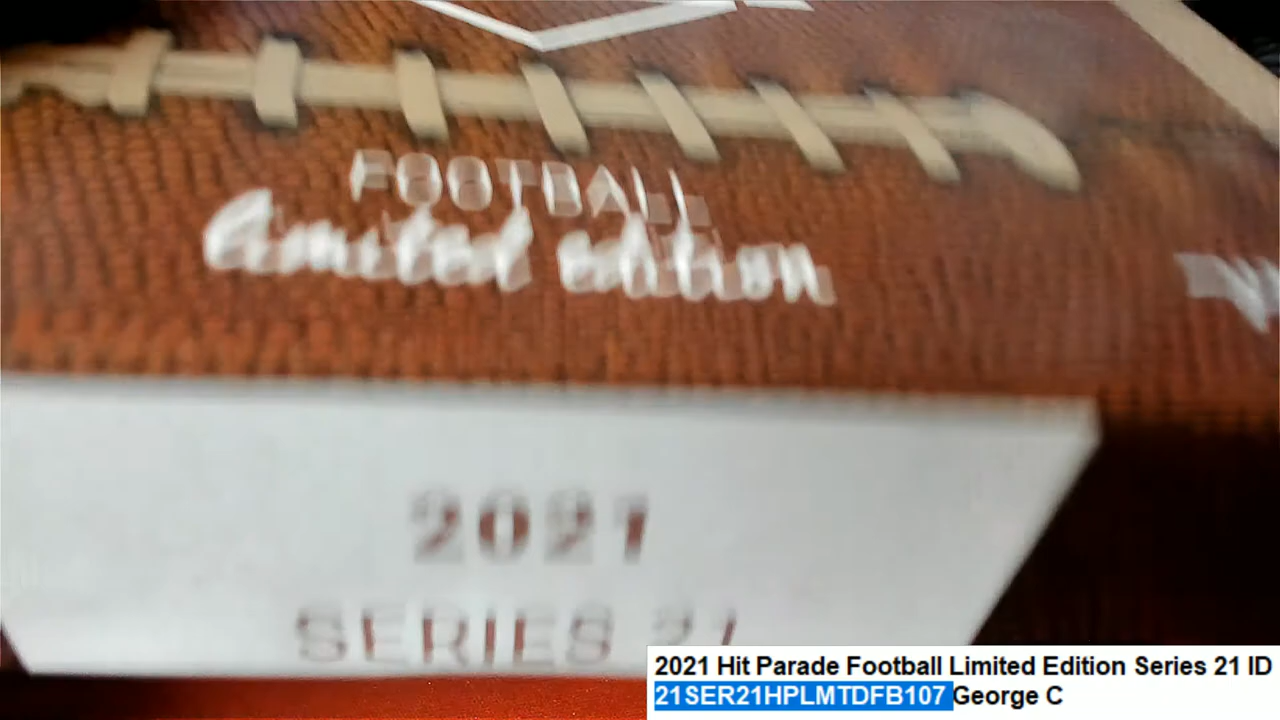 FOOTBALL
limited edition
2021
SERIES 21
2021 Hit Parade Football Limited Edition Series 21 ID
21SER21HPLMTDFB107 George C